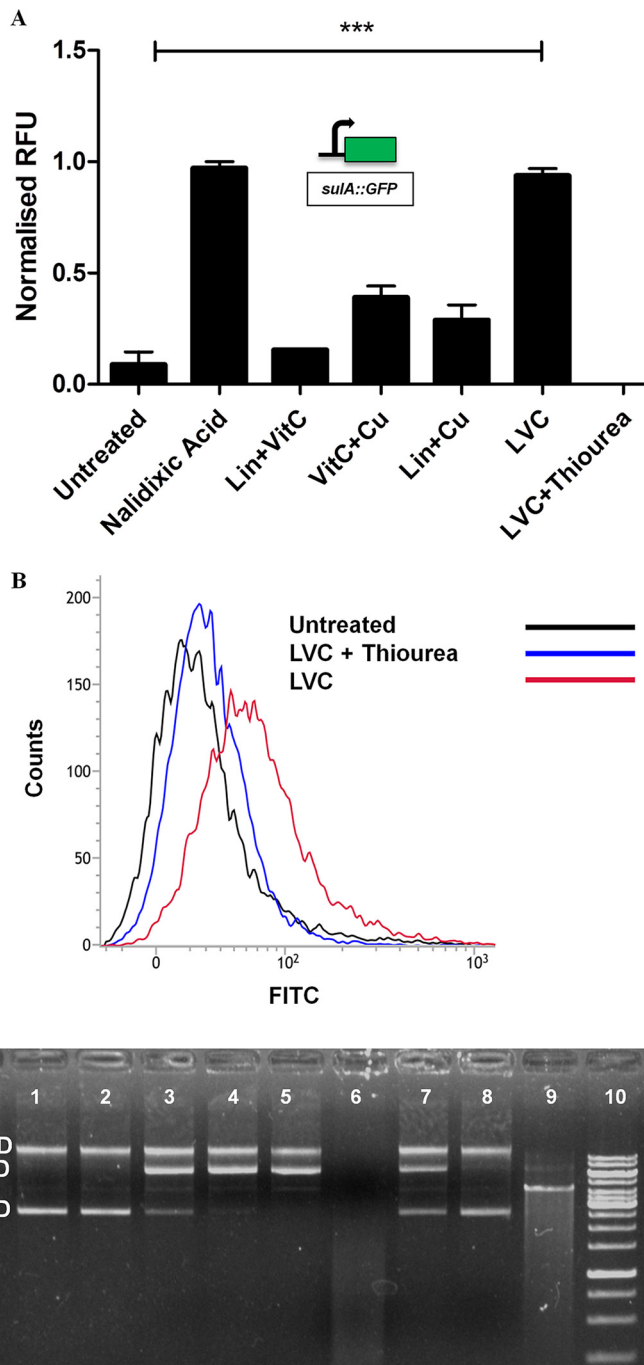 A
***
1.5
1.0
0.5
0.0
Normalised RFU
sulA::GFP
Untreated
Nalidixic Acid
Lin+VitC
VitC+Cu
Lin+Cu
LVC
LVC+Thiourea
B
200
150
100
50
0
Counts
Untreated
LVC + Thiourea
LVC
0 10² 10³
FITC
1 2 3 4 5 6 7 8 9 10
D
D
D